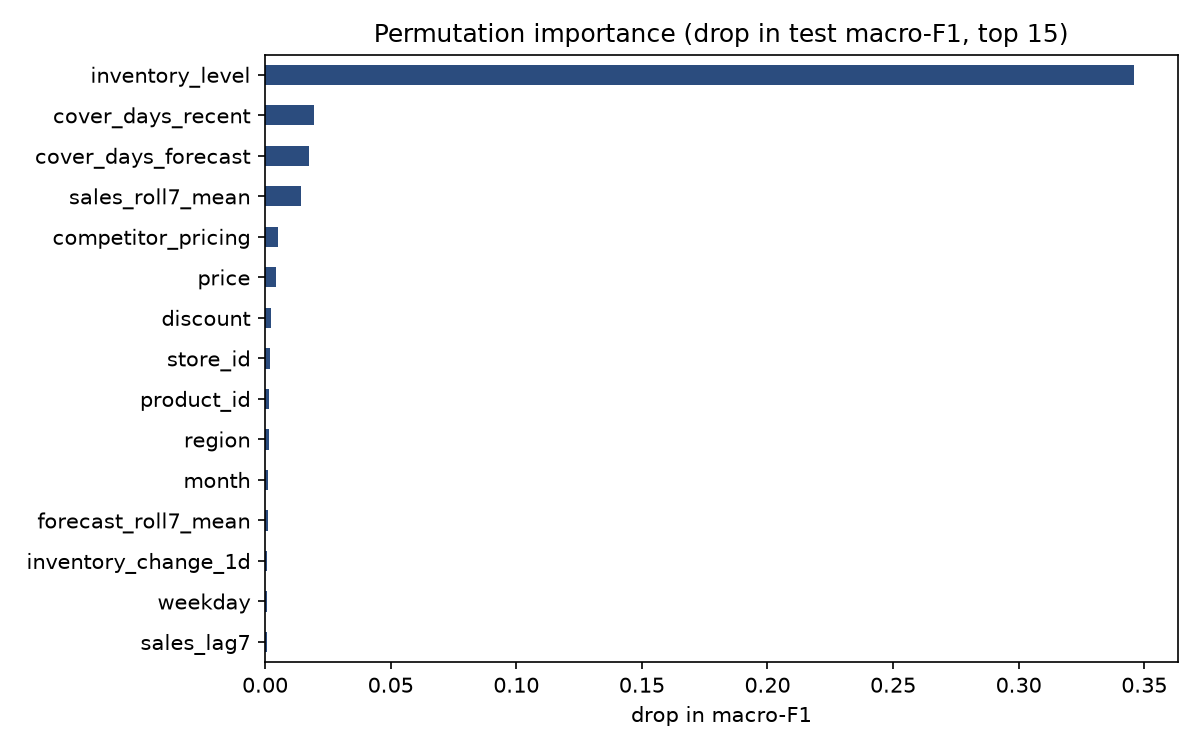 Permutation importance (drop in test macro-F1, top 15)
inventory_level
cover_days_recent
cover_days_forecast
sales_roll7_mean
competitor_pricing
price
discount
store_id
product_id
region
month
forecast_roll7_mean
inventory_change_1d
weekday
sales_lag7
0.00 0.05 0.10 0.15 0.20 0.25 0.30 0.35
drop in macro-F1